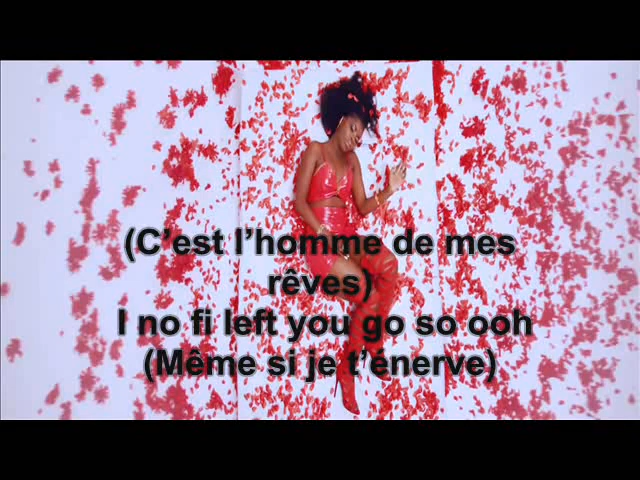 (C’est l’homme de mes
rêves)
I no fi left you go so ooh
(Même si je t’énerve)